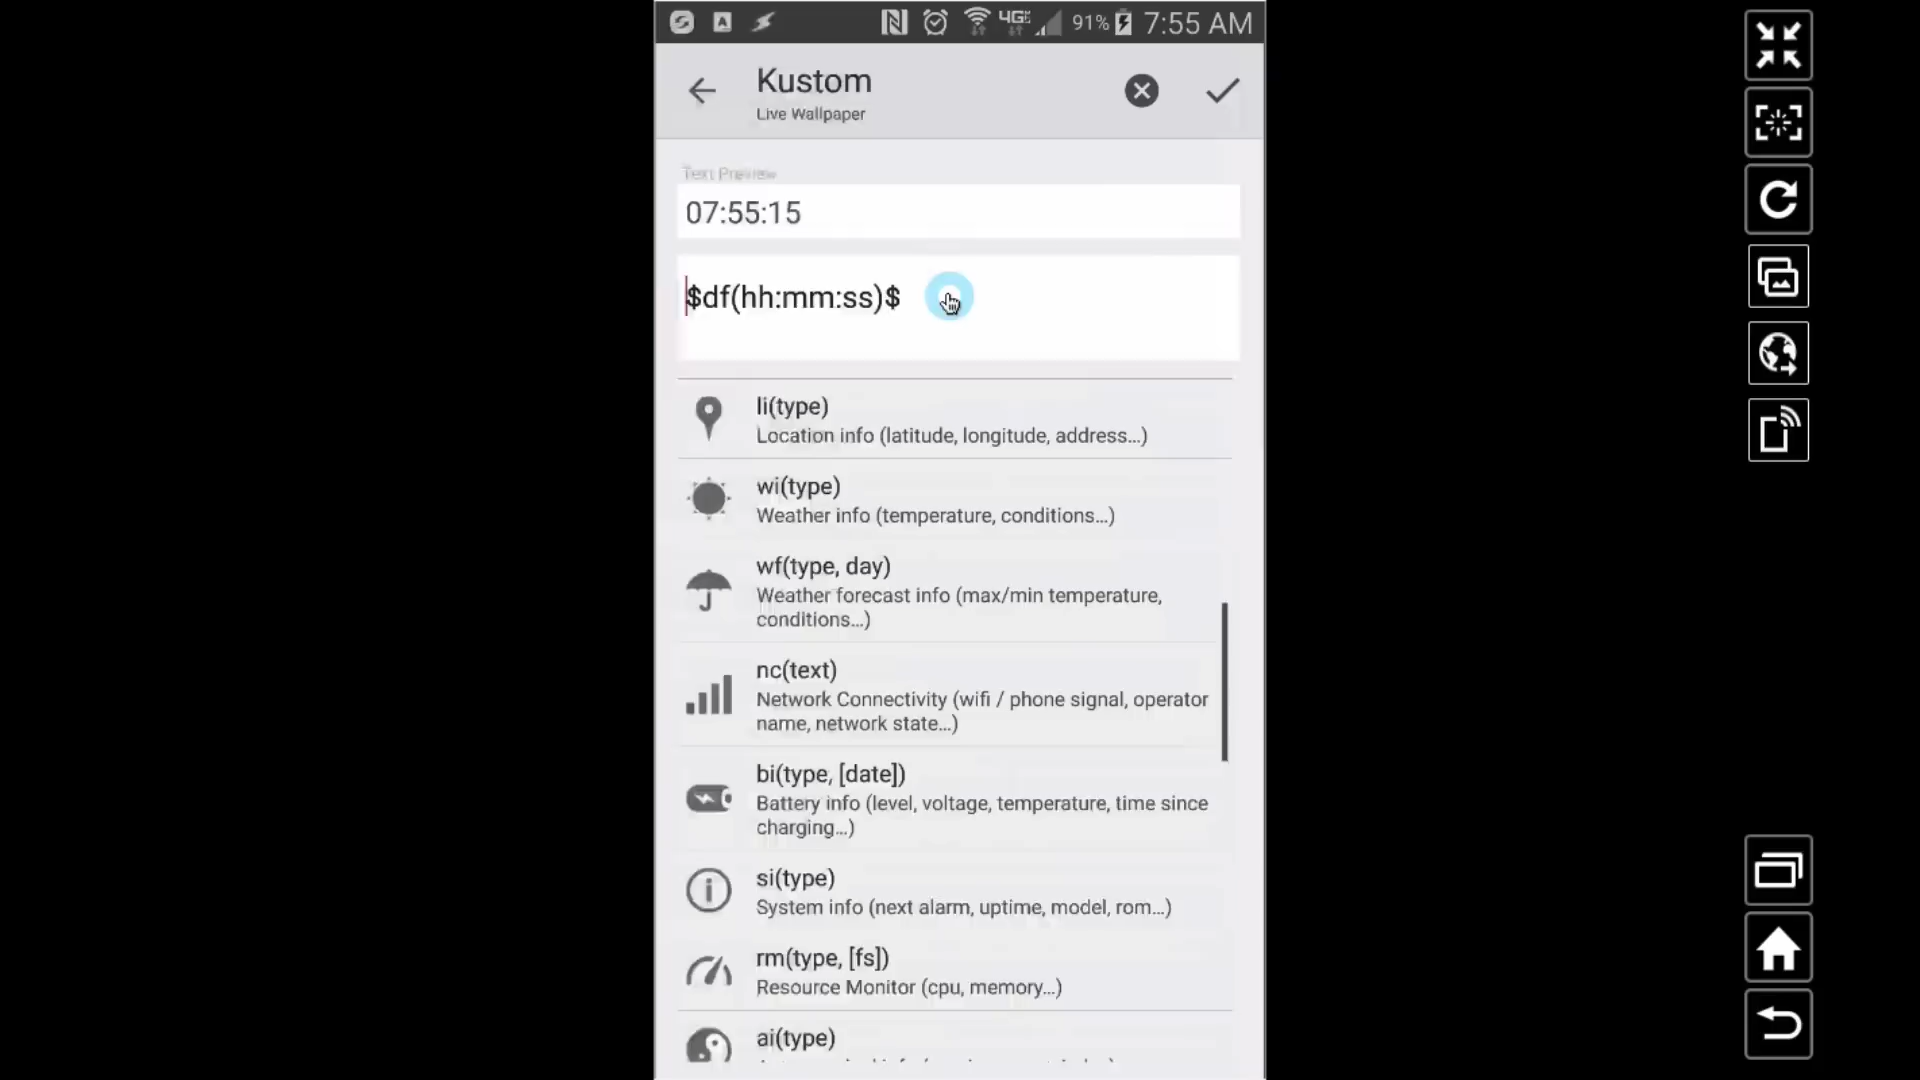 91% 7:55 AM
Kustom
Live Wallpaper
Text Preview
07:55:15
$df(hh:mm:ss)$
li(type)
Location info (latitude, longitude, address...)
wi(type)
Weather info (temperature, conditions...)
wf(type, day)
Weather forecast info (max/min temperature,
conditions...)
nc(text)
Network Connectivity (wifi / phone signal, operator
name, network state...)
bi(type, [date])
Battery info (level, voltage, temperature, time since
charging...)
si(type)
System info (next alarm, uptime, model, rom...)
rm(type, [fs])
Resource Monitor (cpu, memory...)
ai(type)